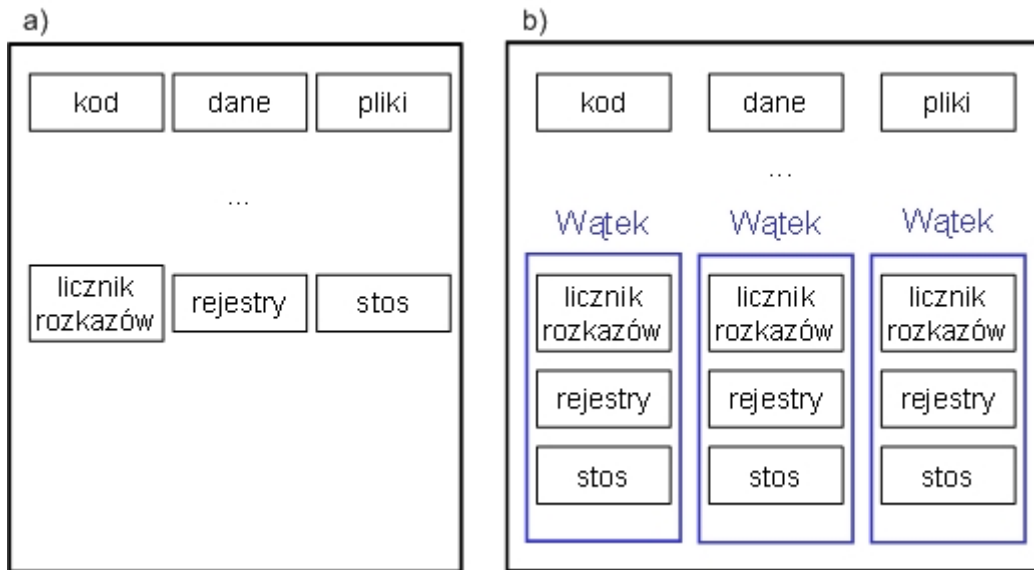 a)
kod dane pliki
...
licznik
rozkazów
rejestry
stos
b)
kod dane pliki
...
Wątek Wątek Wątek
licznik
rozkazów
rejestry
stos
licznik
rozkazów
rejestry
stos
licznik
rozkazów
rejestry
stos